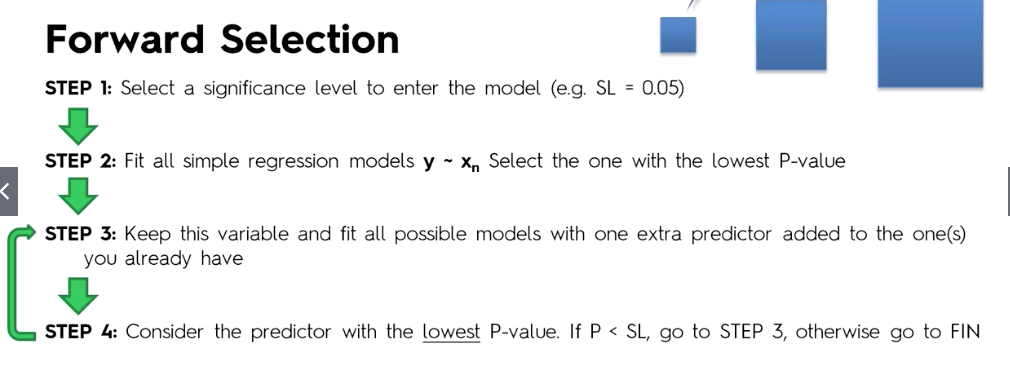 Forward Selection
STEP 1: Select a significance level to enter the model (e.g. SL = 0.05)
STEP 2: Fit all simple regression models y ~ xn Select the one with the lowest P-value
STEP 3: Keep this variable and fit all possible models with one extra predictor added to the one(s)
you already have
STEP 4: Consider the predictor with the lowest P-value. If P < SL, go to STEP 3, otherwise go to FIN